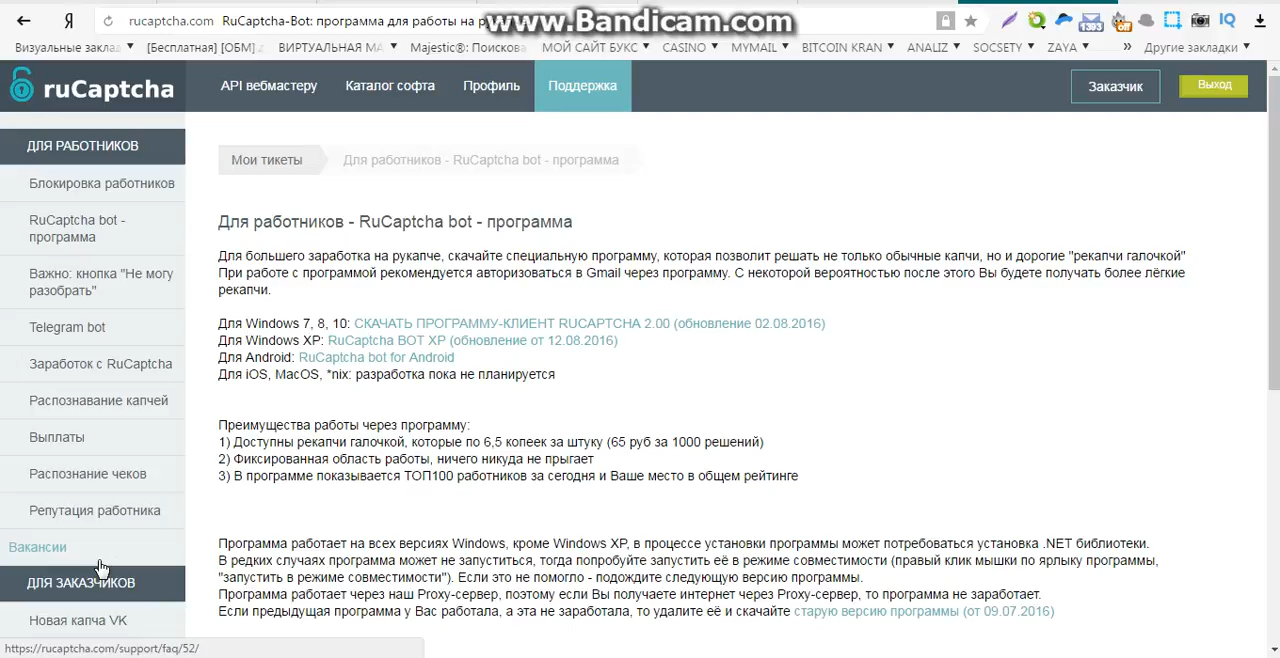 rucaptcha.com RuCaptcha-Bot: программа для работы на
www.Bandicam.com
Визуальные заклад
[Бесплатная] [ОБМ]
ВИРТУАЛЬНАЯ МА
Majestic®: Поискова
МОЙ САЙТ БУКС
CASINO
MYMAIL
BITCOIN KRAN
ANALIZ
SOCSETY
ZAYA
» Другие закладки
1393
off
IQ
Я
ruCaptcha
API вебмастеру
Каталог софта
Профиль
Поддержка
Заказчик
Выход
ДЛЯ РАБОТНИКОВ
Блокировка работников
RuCaptcha bot -
программа
Важно: кнопка "Не могу
разобрать"
Telegram bot
Заработок с RuCaptcha
Распознавание капчей
Выплаты
Распознание чеков
Репутация работника
Вакансии
ДЛЯ ЗАКАЗЧИКОВ
Новая капча VK
Мои тикеты
Для работников - RuCaptcha bot - программа
Для работников - RuCaptcha bot - программа
Для большего заработка на рукапче, скачайте специальную программу, которая позволит решать не только обычные капчи, но и дорогие "рекапчи галочкой"
При работе с программой рекомендуется авторизоваться в Gmail через программу. С некоторой вероятностью после этого Вы будете получать более лёгкие
рекапчи.
Для Windows 7, 8, 10: СКАЧАТЬ ПРОГРАММУ-КЛИЕНТ RUCAPTCHA 2.00 (обновление 02.08.2016)
Для Windows XP: RuCaptcha BOT XP (обновление от 12.08.2016)
Для Android: RuCaptcha bot for Android
Для iOS, MacOS, *nix: разработка пока не планируется
Преимущества работы через программу:
1) Доступны рекапчи галочкой, которые по 6,5 копеек за штуку (65 руб за 1000 решений)
2) Фиксированная область работы, ничего никуда не прыгает
3) В программе показывается ТОП100 работников за сегодня и Ваше место в общем рейтинге
Программа работает на всех версиях Windows, кроме Windows XP, в процессе установки программы может потребоваться установка .NET библиотеки.
В редких случаях программа может не запуститься, тогда попробуйте запустить её в режиме совместимости (правый клик мышки по ярлыку программы,
"запустить в режиме совместимости"). Если это не помогло - подождите следующую версию программы.
Программа работает через наш Proxy-сервер, поэтому если Вы получаете интернет через Proxy-сервер, то программа не заработает.
Если предыдущая программа у Вас работала, а эта не заработала, то удалите её и скачайте старую версию программы (от 09.07.2016)
https://rucaptcha.com/support/faq/52/